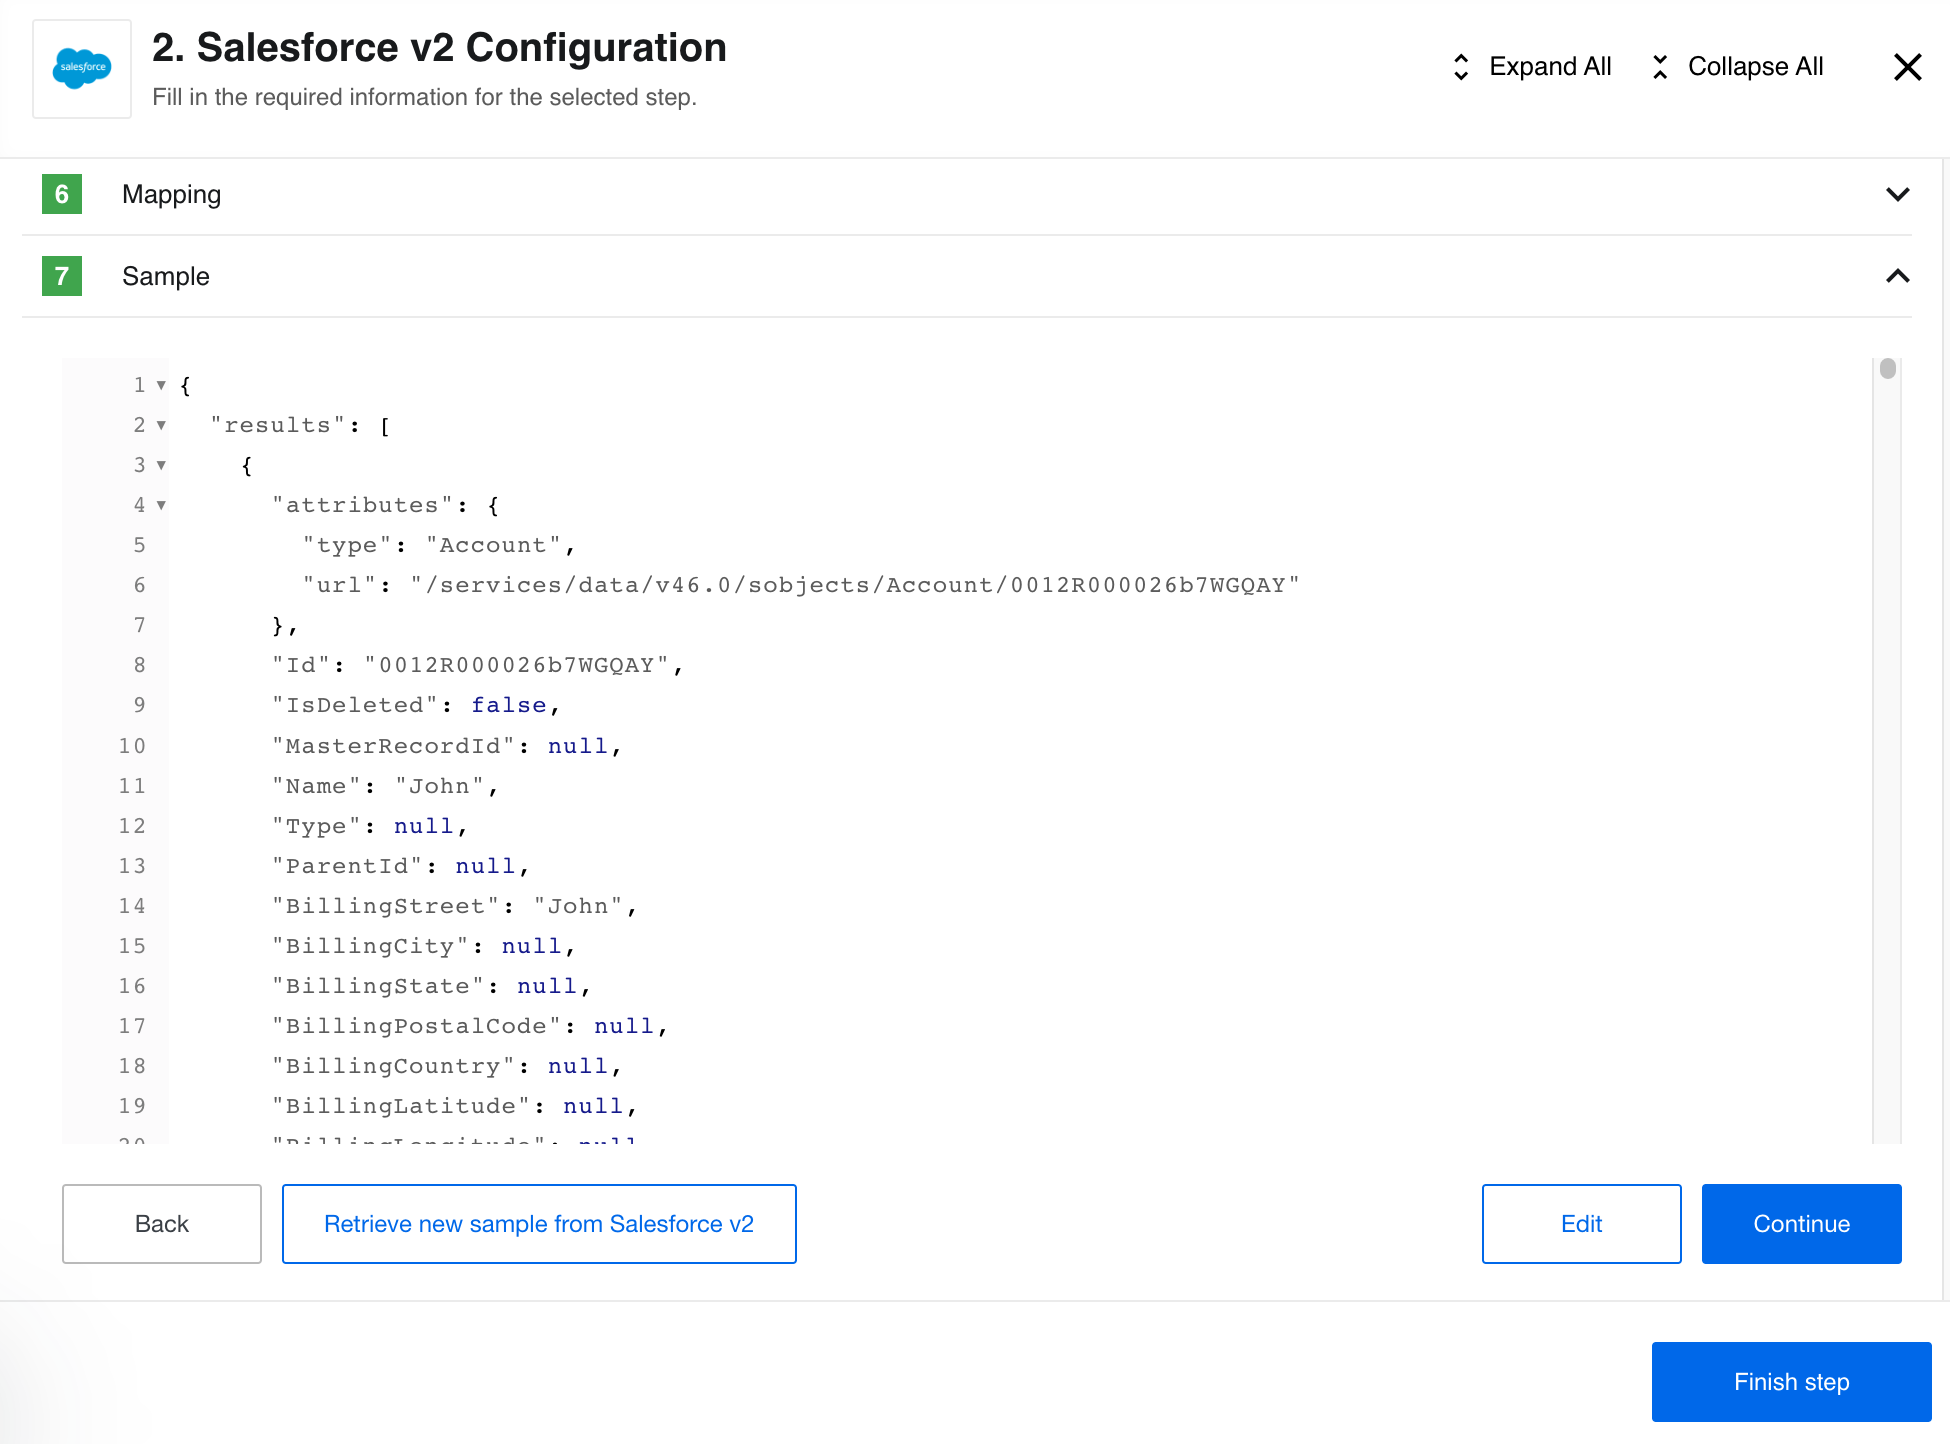 salesforce
2. Salesforce v2 Configuration
Fill in the required information for the selected step.
Expand All
Collapse All
6 Mapping
7 Sample
1 {
2 "results": [
3 {
4 "attributes": {
5 "type": "Account",
6 "url": "/services/data/v46.0/sobjects/Account/0012R000026b7WGQAY"
7 },
8 "Id": "0012R000026b7WGQAY",
9 "IsDeleted": false,
10 "MasterRecordId": null,
11 "Name": "John",
12 "Type": null,
13 "ParentId": null,
14 "BillingStreet": "John",
15 "BillingCity": null,
16 "BillingState": null,
17 "BillingPostalCode": null,
18 "BillingCountry": null,
19 "BillingLatitude": null,
20 "BillingLongitude": null
Back
Retrieve new sample from Salesforce v2
Edit
Continue
Finish step